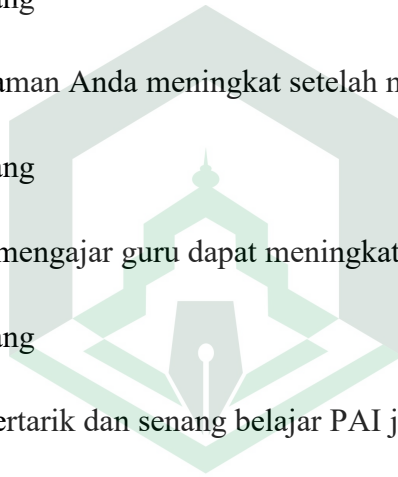 ang
aman Anda meningkat setelah
ang
mengajar guru dapat meningkat
ang
ertarik dan senang belajar PAI j